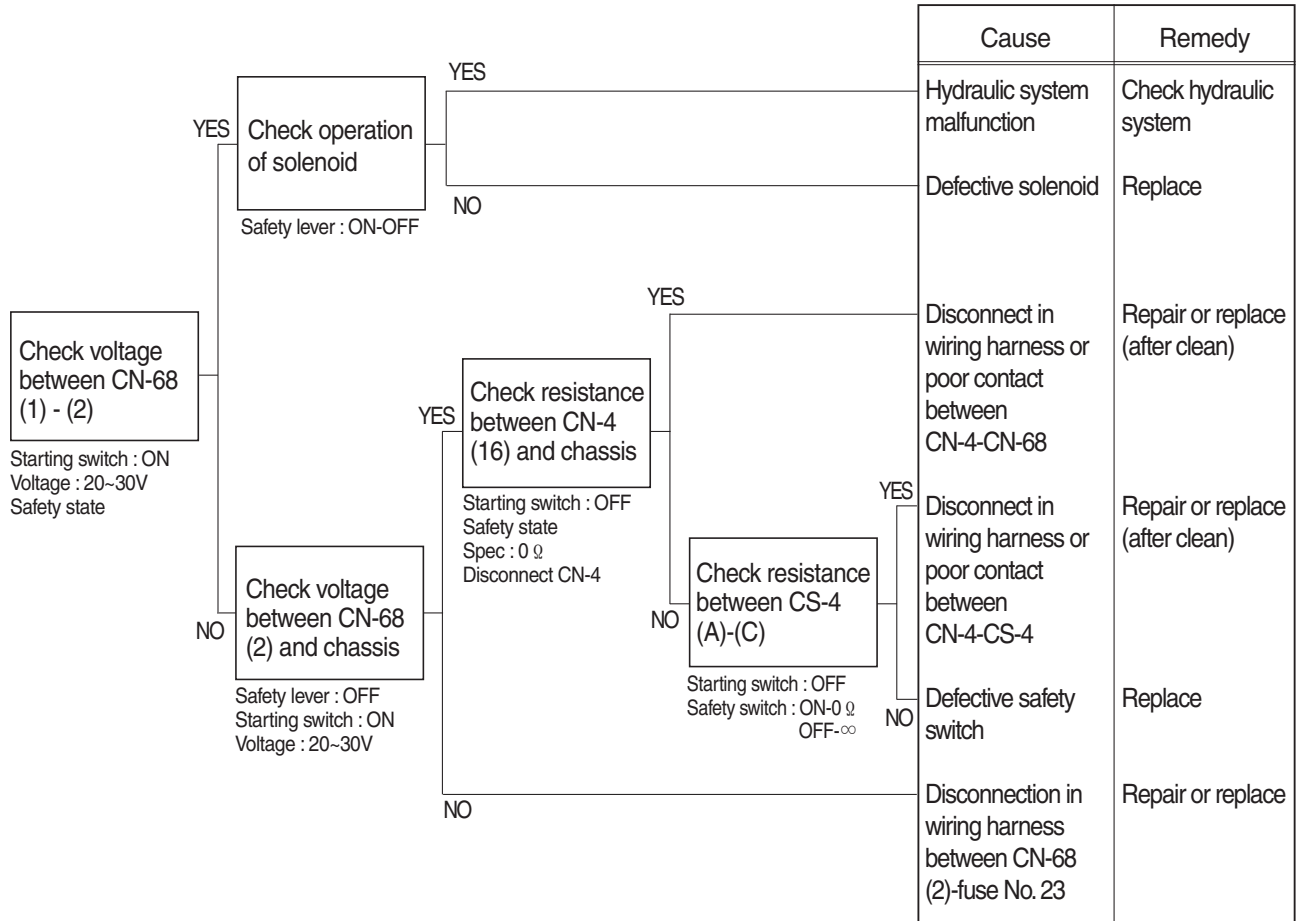 Cause
Remedy
YES
Hydraulic system
malfunction
Check hydraulic
system
YES
Check operation
of solenoid
Defective solenoid
Replace
NO
Safety lever : ON-OFF
YES
Disconnect in
wiring harness or
poor contact
between
CN-4-CN-68
Repair or replace
(after clean)
Check voltage
between CN-68
(1) - (2)
Starting switch : ON
Voltage : 20~30V
Safety state
YES
Check resistance
between CN-4
(16) and chassis
Starting switch : OFF
Safety state
Spec : 0 Ω
Disconnect CN-4
YES
Disconnect in
wiring harness or
poor contact
between
CN-4-CS-4
Repair or replace
(after clean)
NO
Check resistance
between CS-4
(A)-(C)
Starting switch : OFF
Safety switch : ON-0 Ω
OFF-∞
NO
Defective safety
switch
Replace
NO
Check voltage
between CN-68
(2) and chassis
Safety lever : OFF
Starting switch : ON
Voltage : 20~30V
NO
Disconnection in
wiring harness
between CN-68
(2)-fuse No. 23
Repair or replace